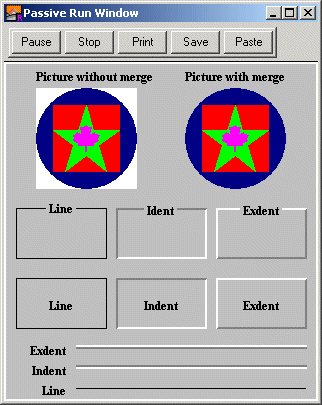 Passive Run Window
Pause Stop Print Save Paste
Picture without merge Picture with merge
Line Ident Exdent
Line Indent Exdent
Exdent
Indent
Line